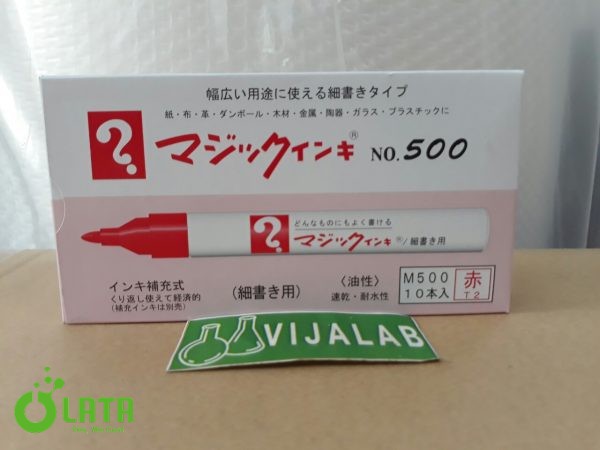 幅広い用途に使える細書きタイプ
紙・布・革・ダンボール・木材・金属・陶器・ガラス・プラスチックに
?
マジックインキ® NO.500
?
どんなものにもよく書ける
マジックインキ®/細書き用
インキ補充式
くり返し使えて経済的
(補充インキは別売)
(細書き用)
〈油性〉
速乾・耐水性
M500
10本入
赤
T2
VIJALAB
LATA